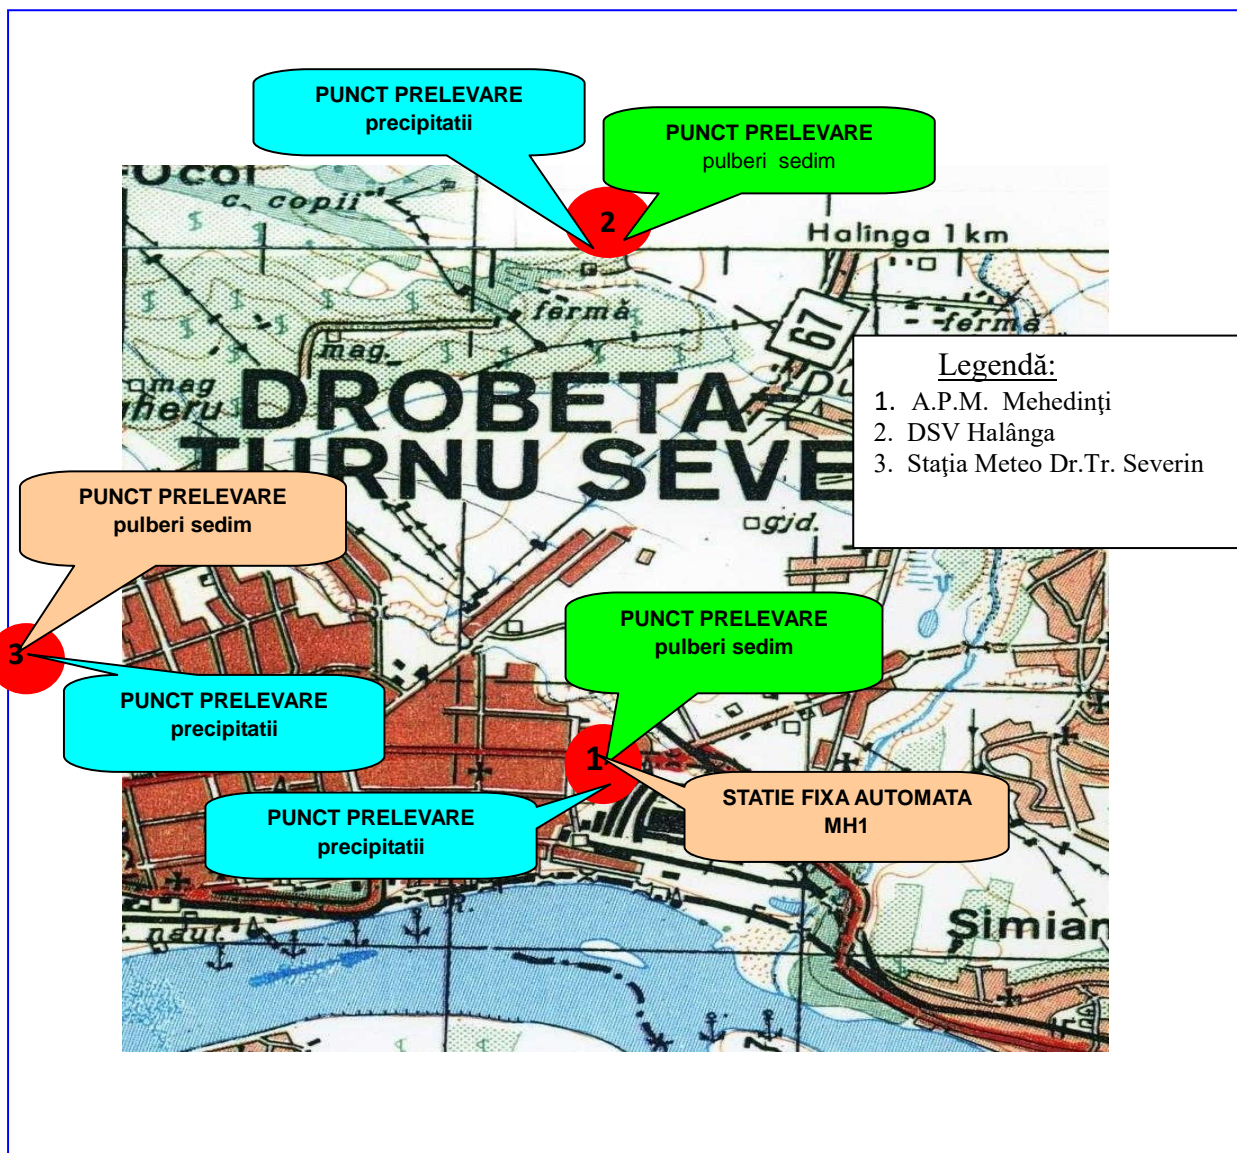 PUNCT PRELEVARE
precipitatii
PUNCT PRELEVARE
pulberi sedim
2
c. copii
Halînga 1 km
fermă
fermă
67
mag.
mag
DROBETA-
TURNU SEVE
Legendă:
1. A.P.M. Mehedinţi
2. DSV Halânga
3. Staţia Meteo Dr.Tr. Severin
PUNCT PRELEVARE
pulberi sedim
gjd.
PUNCT PRELEVARE
pulberi sedim
3
PUNCT PRELEVARE
precipitatii
1
STATIE FIXA AUTOMATA
MH1
PUNCT PRELEVARE
precipitatii
Şimian
naut.